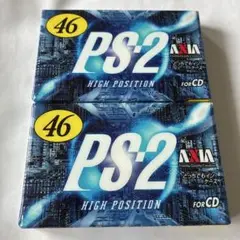 46
PS-2
AXIA
HIGH POSITION
FOR CD
46
PS-2
AXIA
HIGH POSITION
FOR CD